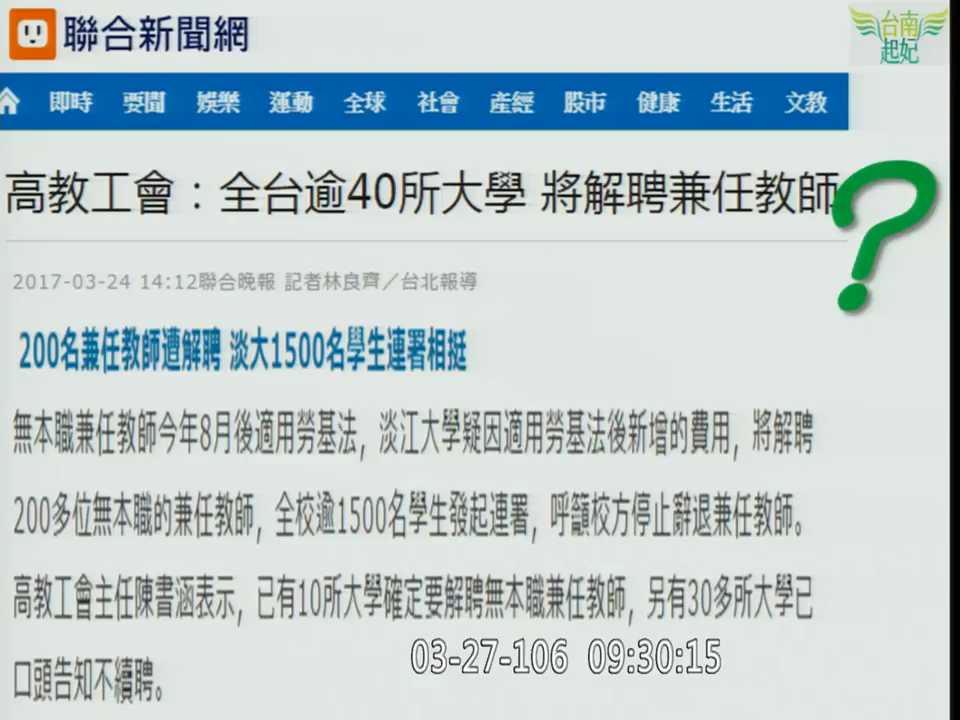 聯合新聞網
台南
起妃
即時 要聞 娛樂 運動 全球 社會 產經 股市 健康 生活 文教
高教工會：全台逾40所大學 將解聘兼任教師
?
2017-03-24 14:12聯合晚報 記者林良齊／台北報導
200名兼任教師遭解聘 淡大1500名學生連署相挺
無本職兼任教師今年8月後適用勞基法，淡江大學疑因適用勞基法後新增的費用，將解聘
200多位無本職的兼任教師，全校逾1500名學生發起連署，呼籲校方停止辭退兼任教師。
高教工會主任陳書涵表示，已有10所大學確定要解聘無本職兼任教師，另有30多所大學已
口頭告知不續聘。
03-27-106 09:30:15